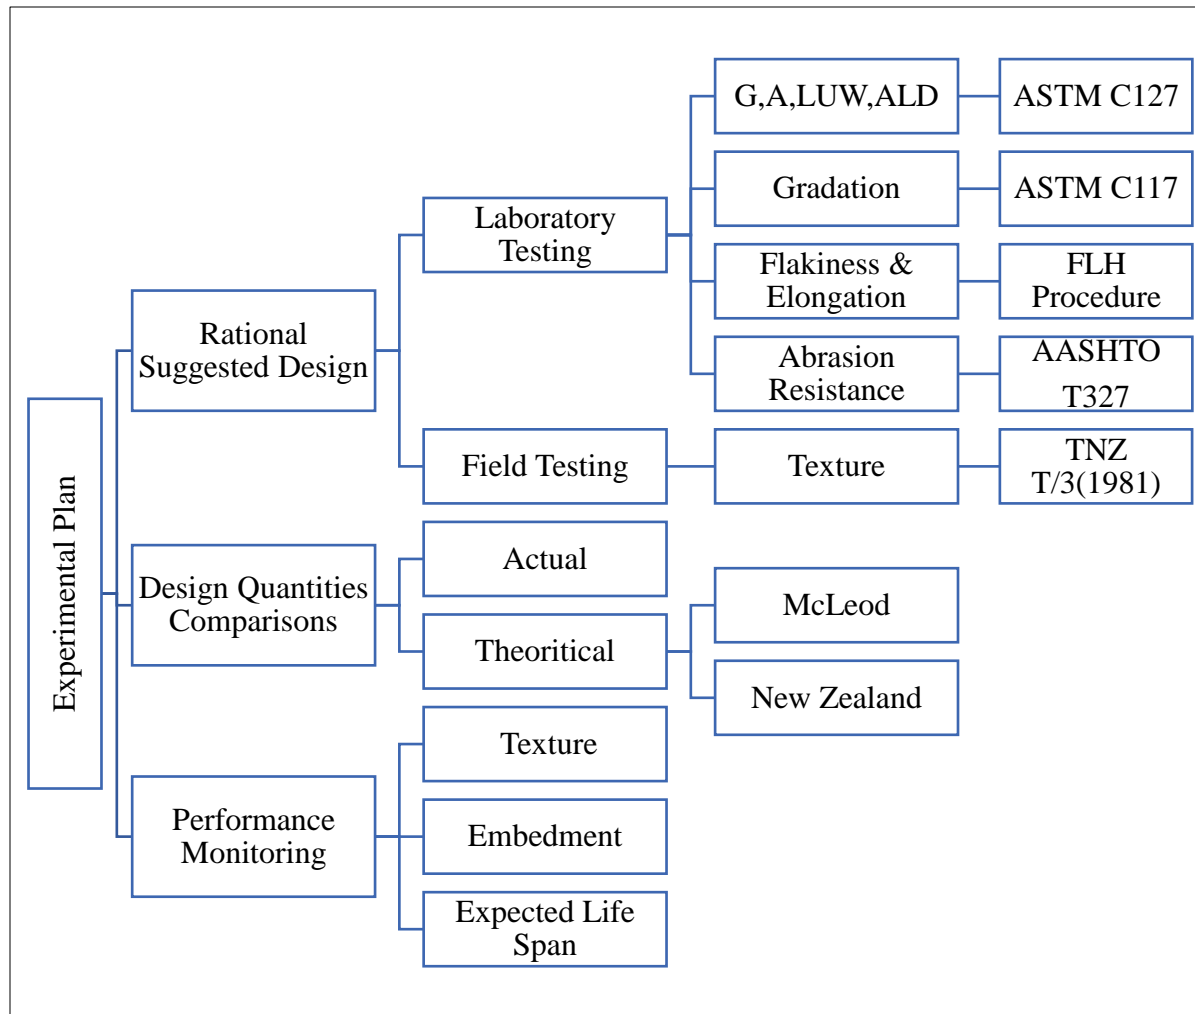 Experimental Plan
Rational
Suggested Design
Laboratory
Testing
G,A,LUW,ALD
ASTM C127
Gradation
ASTM C117
Flakiness &
Elongation
FLH
Procedure
Abrasion
Resistance
AASHTO
T327
Field Testing
Texture
TNZ
T/3(1981)
Design Quantities
Comparisons
Actual
Theoritical
McLeod
New Zealand
Performance
Monitoring
Texture
Embedment
Expected Life
Span